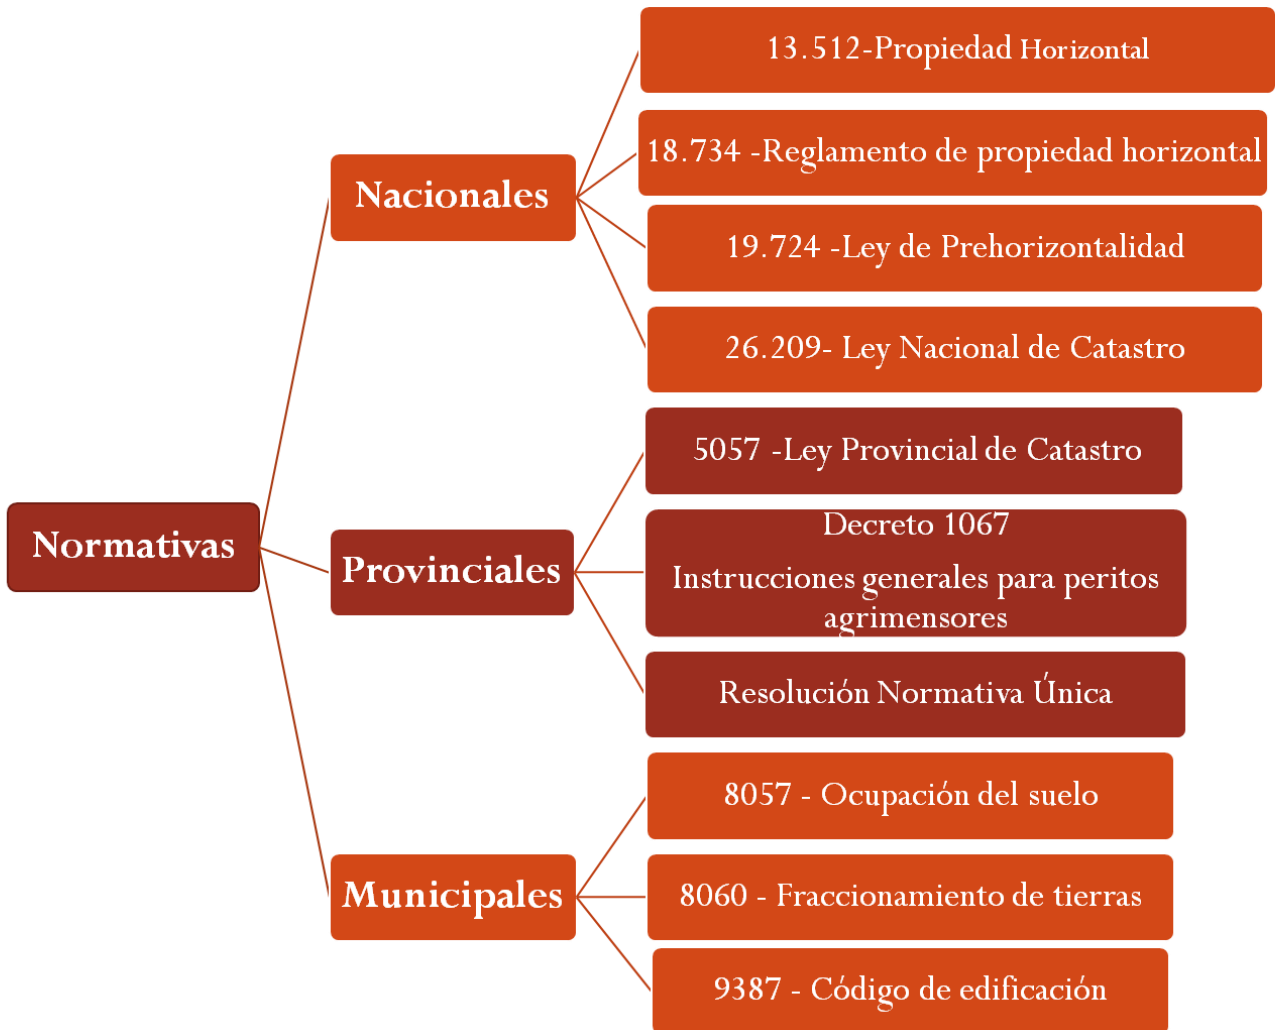 Normativas
Nacionales
13.512-Propiedad Horizontal
18.734 -Reglamento de propiedad horizontal
19.724 -Ley de Prehorizontalidad
26.209- Ley Nacional de Catastro
Provinciales
5057 -Ley Provincial de Catastro
Decreto 1067
Instrucciones generales para peritos
agrimensores
Resolución Normativa Única
Municipales
8057 - Ocupación del suelo
8060 - Fraccionamiento de tierras
9387 - Código de edificación